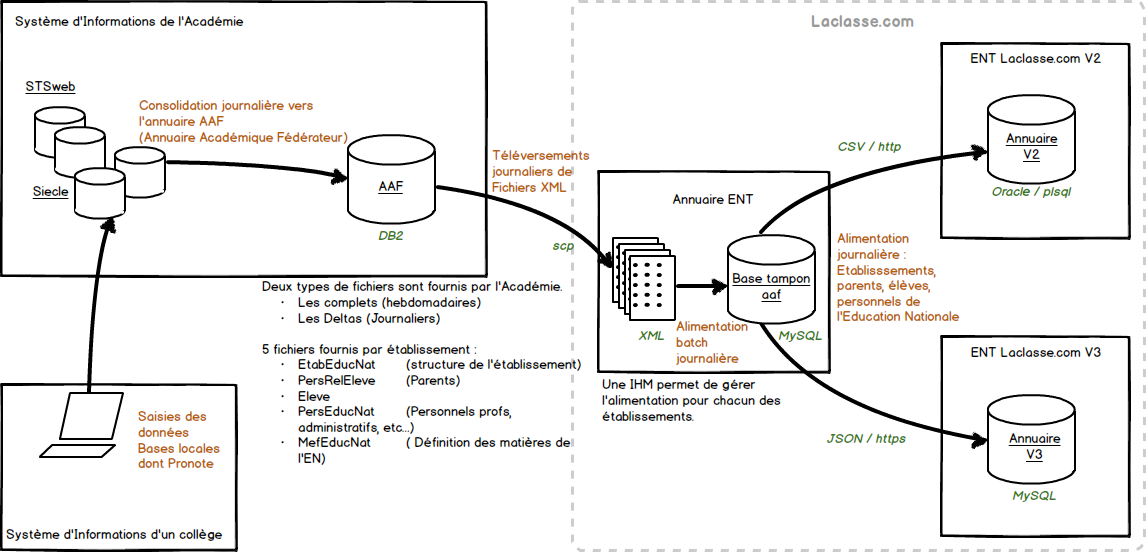 Système d'Informations de l'Académie
STSweb
Siecle
Consolidation journalière vers
l'annuaire AAF
(Annuaire Académique Fédérateur)
AAF
DB2
Téléversements
journaliers de
Fichiers XML
scp
Deux types de fichiers sont fournis par l'Académie.
· Les complets (hebdomadaires)
· Les Deltas (Journaliers)
5 fichiers fournis par établissement :
· EtabEducNat (structure de l'établissement)
· PersRelEleve (Parents)
· Eleve
· PersEducNat (Personnels profs,
administratifs, etc...)
· MefEducNat ( Définition des matières de
l'EN)
Saisies des
données
Bases locales
dont Pronote
Système d'Informations d'un collège
Laclasse.com
Annuaire ENT
XML
Alimentation
batch
journalière
Base tampon
aaf
MySQL
Une IHM permet de gérer
l'alimentation pour chacun des
établissements.
CSV / http
Alimentation
journalière :
Etablisssements,
parents, élèves,
personnels de
l'Education Nationale
JSON / https
ENT Laclasse.com V2
Annuaire
V2
Oracle / plsql
ENT Laclasse.com V3
Annuaire
V3
MySQL